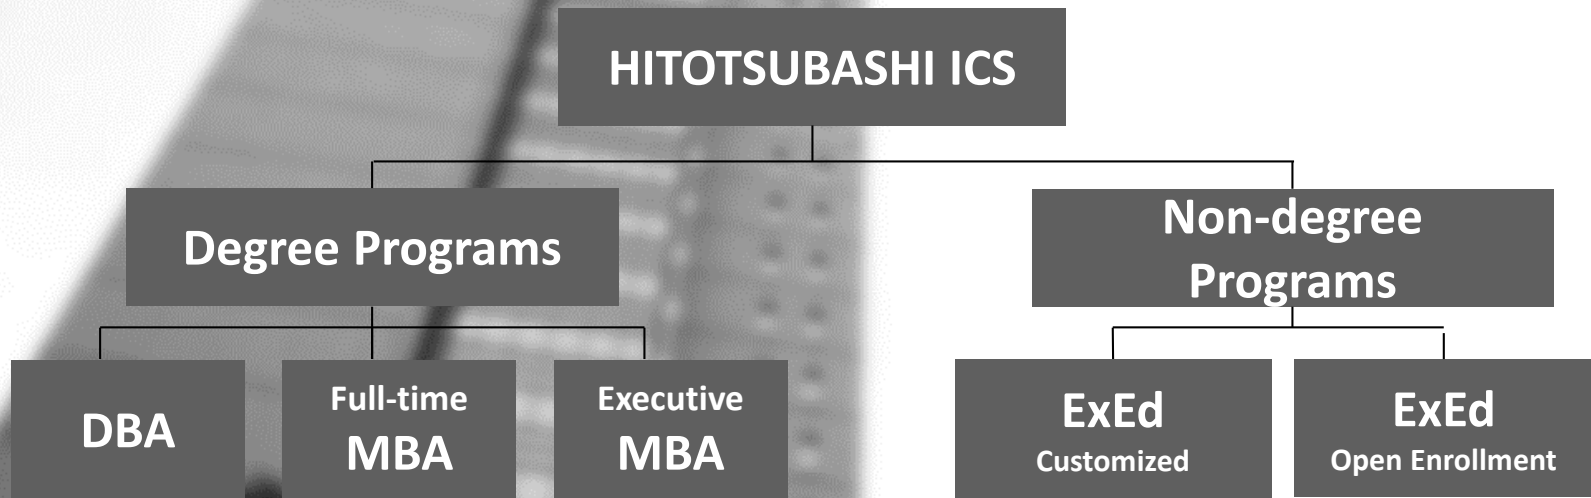 HITOTSUBASHI ICS
Degree Programs
Non-degree
Programs
DBA
Full-time
MBA
Executive
MBA
ExEd
Customized
ExEd
Open Enrollment